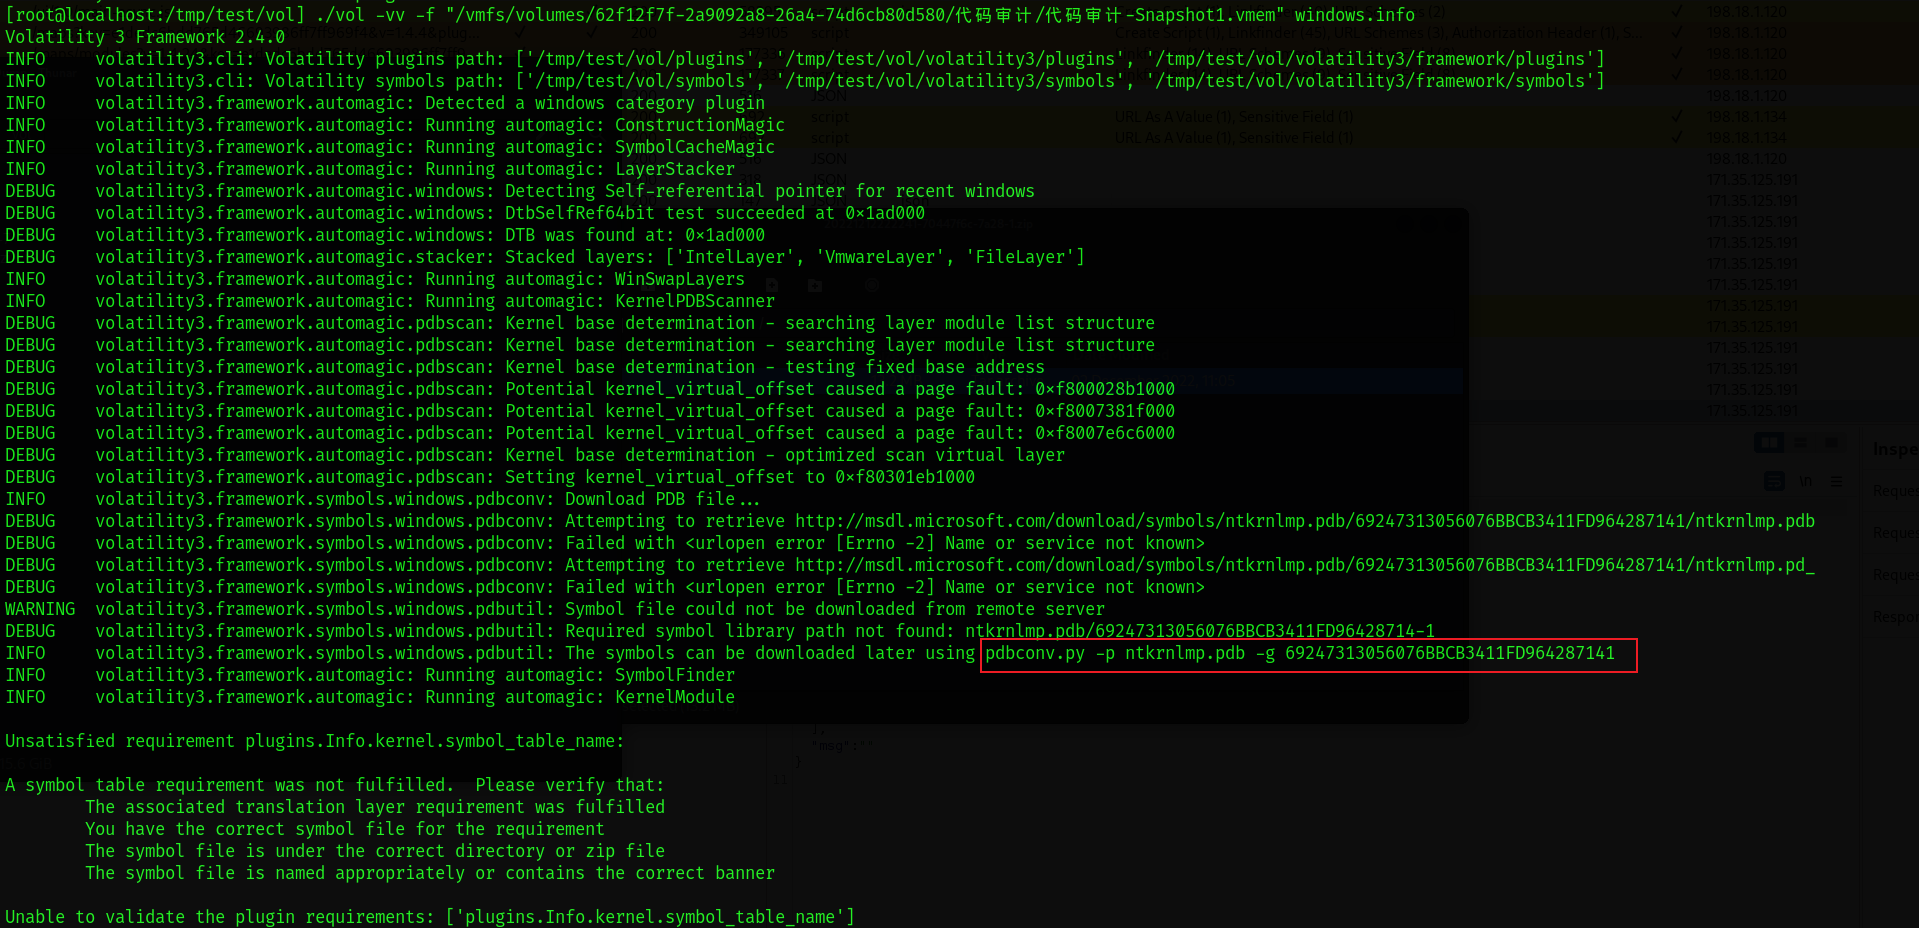 [root@localhost:/tmp/test/vol] ./vol -vv -f "/vmfs/volumes/62f12f7f-2a9092a8-26a4-74d6cb80d580/代码审计/代码审计-Snapshot1.vmem" windows.info
Volatility 3 Framework 2.4.0
INFO     volatility3.cli: Volatility plugins path: ['/tmp/test/vol/plugins', '/tmp/test/vol/volatility3/plugins', '/tmp/test/vol/volatility3/framework/plugins']
INFO     volatility3.cli: Volatility symbols path: ['/tmp/test/vol/symbols', '/tmp/test/vol/volatility3/symbols', '/tmp/test/vol/volatility3/framework/symbols']
INFO     volatility3.framework.automagic: Detected a windows category plugin
INFO     volatility3.framework.automagic: Running automagic: ConstructionMagic
INFO     volatility3.framework.automagic: Running automagic: SymbolCacheMagic
INFO     volatility3.framework.automagic: Running automagic: LayerStacker
DEBUG    volatility3.framework.automagic.windows: Detecting Self-referential pointer for recent windows
DEBUG    volatility3.framework.automagic.windows: DtbSelfRef64bit test succeeded at 0x1ad000
DEBUG    volatility3.framework.automagic.windows: DTB was found at: 0x1ad000
DEBUG    volatility3.framework.automagic.stacker: Stacked layers: ['IntelLayer', 'VmwareLayer', 'FileLayer']
INFO     volatility3.framework.automagic: Running automagic: WinSwapLayers
INFO     volatility3.framework.automagic: Running automagic: KernelPDBScanner
DEBUG    volatility3.framework.automagic.pdbscan: Kernel base determination - searching layer module list structure
DEBUG    volatility3.framework.automagic.pdbscan: Kernel base determination - searching layer module list structure
DEBUG    volatility3.framework.automagic.pdbscan: Kernel base determination - testing fixed base address
DEBUG    volatility3.framework.automagic.pdbscan: Potential kernel_virtual_offset caused a page fault: 0xf800028b1000
DEBUG    volatility3.framework.automagic.pdbscan: Potential kernel_virtual_offset caused a page fault: 0xf8007381f000
DEBUG    volatility3.framework.automagic.pdbscan: Potential kernel_virtual_offset caused a page fault: 0xf8007e6c6000
DEBUG    volatility3.framework.automagic.pdbscan: Kernel base determination - optimized scan virtual layer
DEBUG    volatility3.framework.automagic.pdbscan: Setting kernel_virtual_offset to 0xf80301eb1000
INFO     volatility3.framework.symbols.windows.pdbconv: Download PDB file...
DEBUG    volatility3.framework.symbols.windows.pdbconv: Attempting to retrieve http://msdl.microsoft.com/download/symbols/ntkrnlmp.pdb/69247313056076BBCB3411FD964287141/ntkrnlmp.pdb
DEBUG    volatility3.framework.symbols.windows.pdbconv: Failed with <urlopen error [Errno -2] Name or service not known>
DEBUG    volatility3.framework.symbols.windows.pdbconv: Attempting to retrieve http://msdl.microsoft.com/download/symbols/ntkrnlmp.pdb/69247313056076BBCB3411FD964287141/ntkrnlmp.pd_
DEBUG    volatility3.framework.symbols.windows.pdbconv: Failed with <urlopen error [Errno -2] Name or service not known>
WARNING  volatility3.framework.symbols.windows.pdbutil: Symbol file could not be downloaded from remote server
DEBUG    volatility3.framework.symbols.windows.pdbutil: Required symbol library path not found: ntkrnlmp.pdb/69247313056076BBCB3411FD96428714-1
INFO     volatility3.framework.symbols.windows.pdbutil: The symbols can be downloaded later using pdbconv.py -p ntkrnlmp.pdb -g 69247313056076BBCB3411FD964287141
INFO     volatility3.framework.automagic: Running automagic: SymbolFinder
INFO     volatility3.framework.automagic: Running automagic: KernelModule
Unsatisfied requirement plugins.Info.kernel.symbol_table_name:
A symbol table requirement was not fulfilled.  Please verify that:
The associated translation layer requirement was fulfilled
You have the correct symbol file for the requirement
The symbol file is under the correct directory or zip file
The symbol file is named appropriately or contains the correct banner
Unable to validate the plugin requirements: ['plugins.Info.kernel.symbol_table_name']